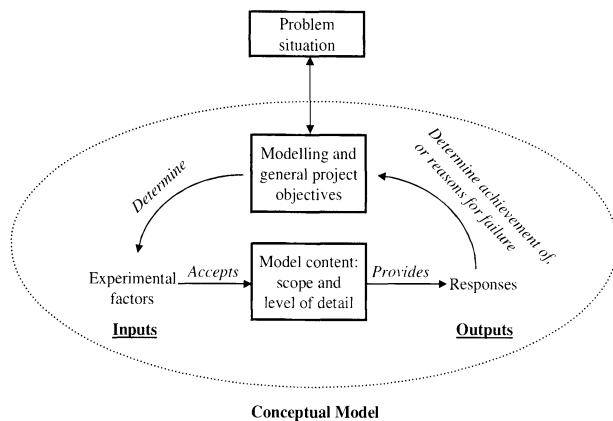 Problem
situation
Modelling and
general project
objectives
Determine
Determine achievement of,
or reasons for failure
Experimental
factors
Accepts
Model content:
scope and
level of detail
Provides
Responses
Inputs
Outputs
Conceptual Model